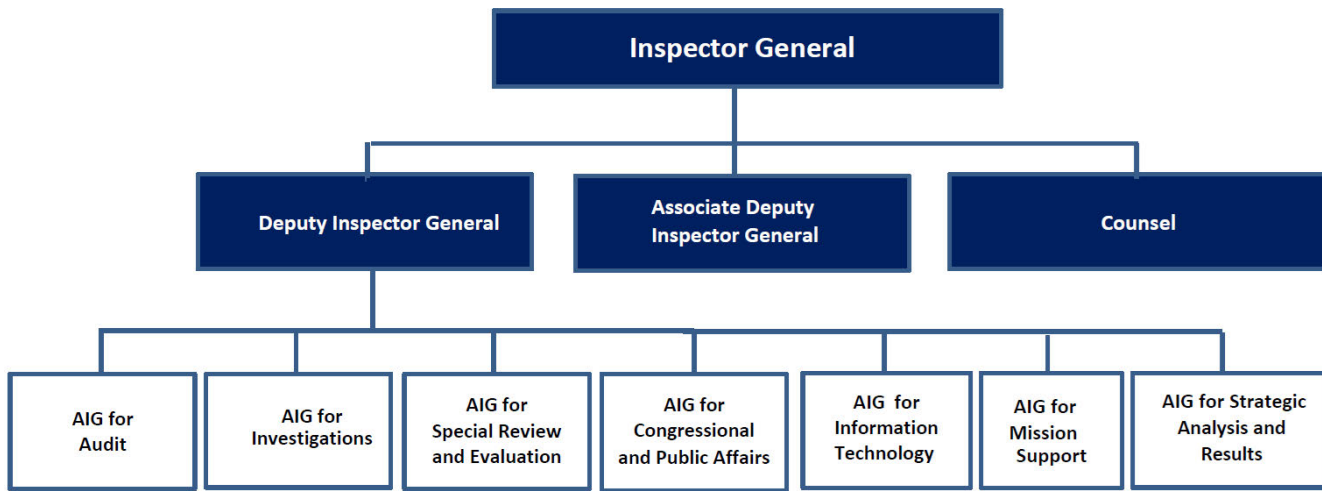 Inspector General
Deputy Inspector General
Associate Deputy
Inspector General
Counsel
AIG for
Audit
AIG for
Investigations
AIG for
Special Review
and Evaluation
AIG for
Congressional
and Public Affairs
AIG for
Information
Technology
AIG for
Mission
Support
AIG for Strategic
Analysis and
Results